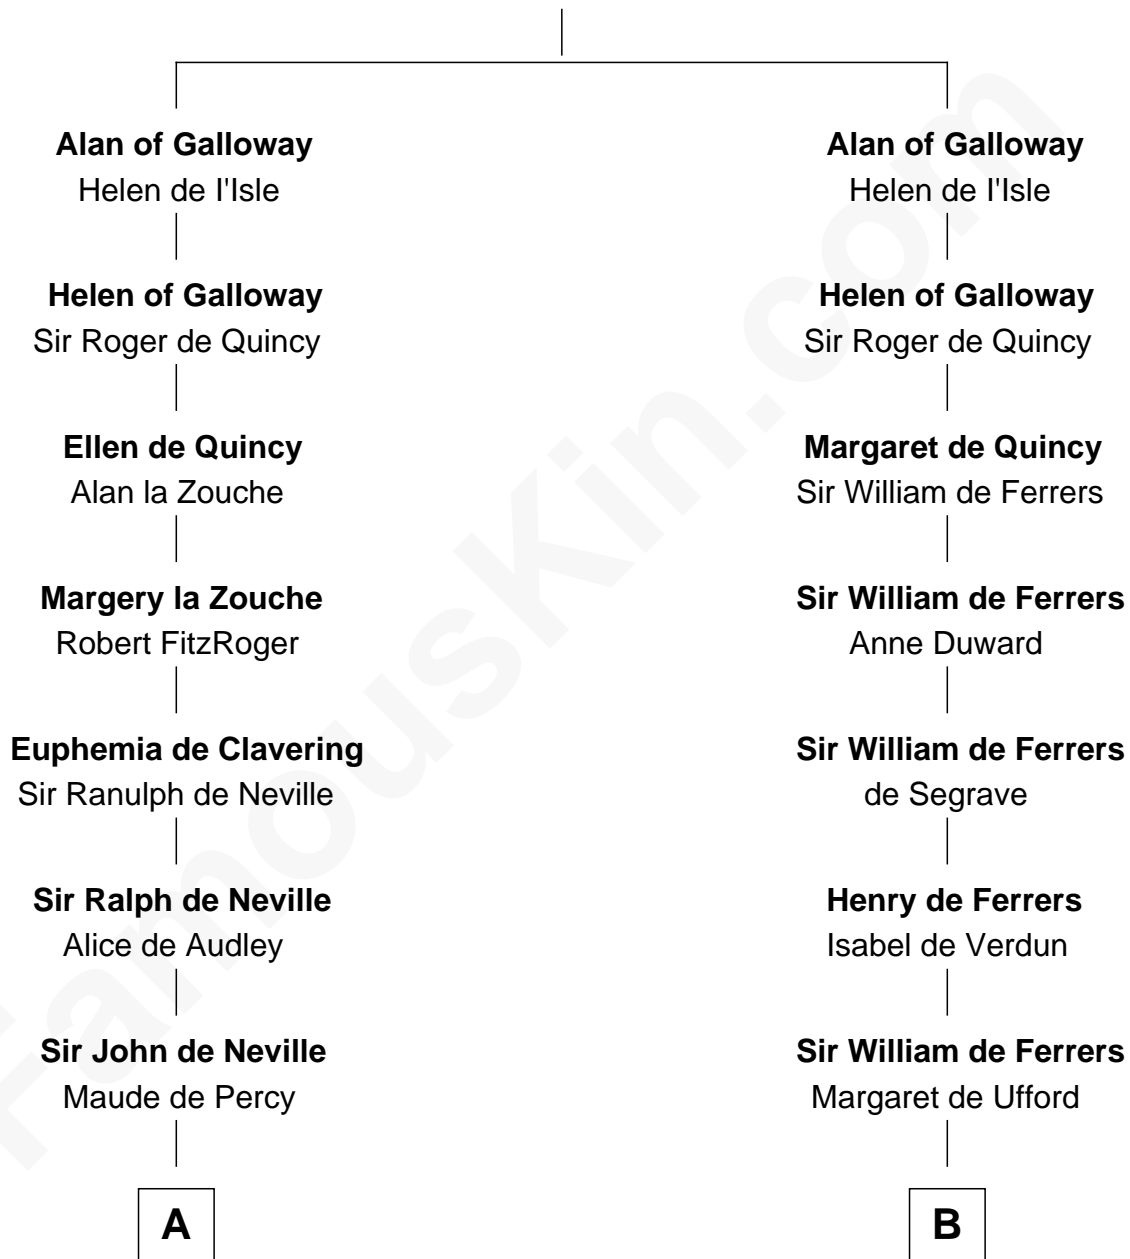 Alan of Galloway
Helen de I'Isle
Helen of Galloway
Sir Roger de Quincy
Ellen de Quincy
Alan la Zouche
Margery la Zouche
Robert FitzRoger
Euphemia de Clavering
Sir Ranulph de Neville
Sir Ralph de Neville
Alice de Audley
Sir John de Neville
Maude de Percy
A
Alan of Galloway
Helen de I'Isle
Helen of Galloway
Sir Roger de Quincy
Margaret de Quincy
Sir William de Ferrers
Sir William de Ferrers
Anne Duward
Sir William de Ferrers
de Segrave
Henry de Ferrers
Isabel de Verdun
Sir William de Ferrers
Margaret de Ufford
B
FamousKin.com